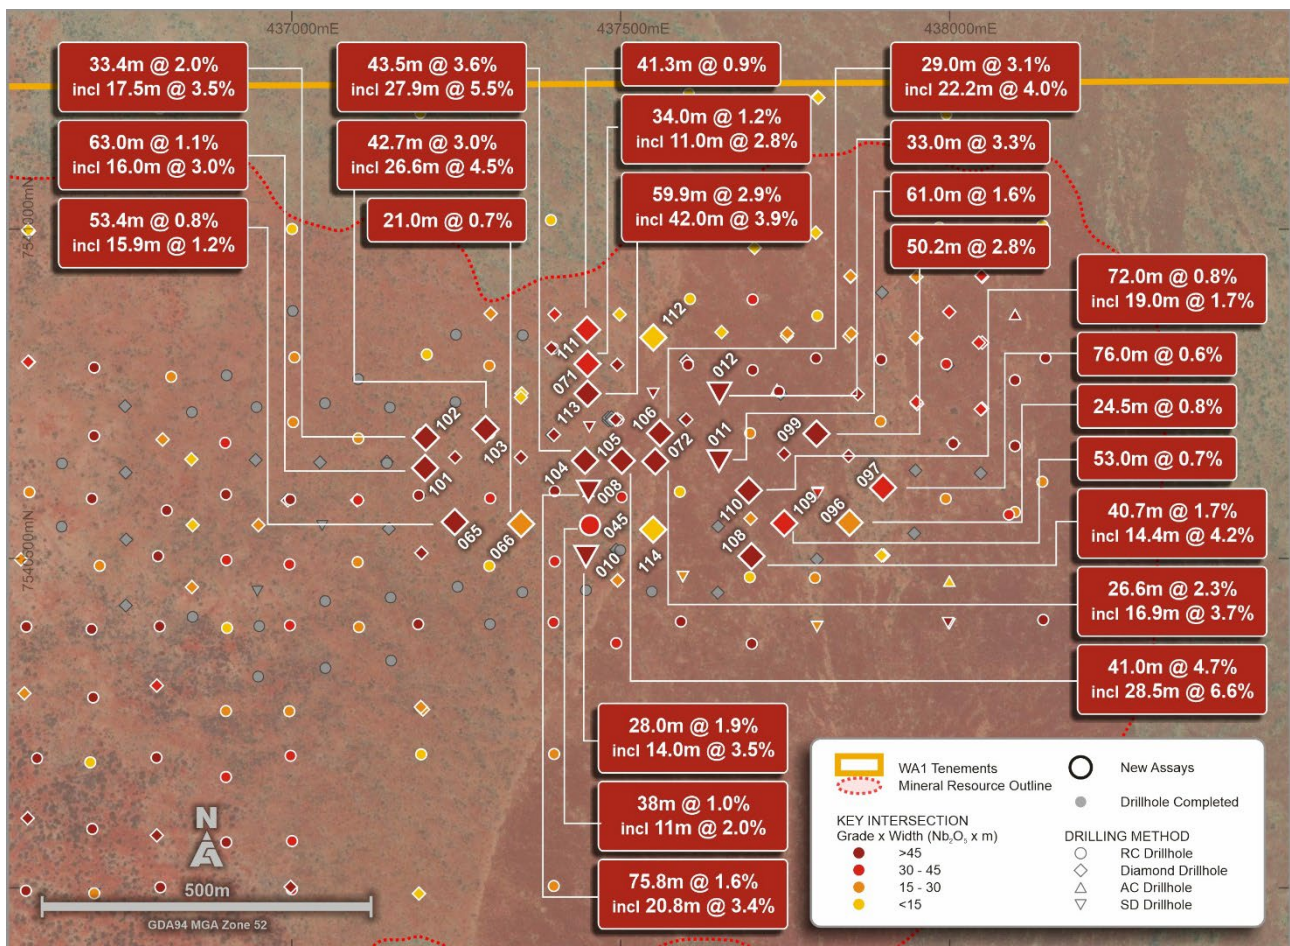 437000mE
437500mE
438000mE
33.4m @ 2.0%
incl 17.5m @ 3.5%
43.5m @ 3.6%
incl 27.9m @ 5.5%
41.3m @ 0.9%
29.0m @ 3.1%
incl 22.2m @ 4.0%
63.0m @ 1.1%
incl 16.0m @ 3.0%
42.7m @ 3.0%
incl 26.6m @ 4.5%
34.0m @ 1.2%
incl 11.0m @ 2.8%
33.0m @ 3.3%
53.4m @ 0.8%
incl 15.9m @ 1.2%
21.0m @ 0.7%
59.9m @ 2.9%
incl 42.0m @ 3.9%
61.0m @ 1.6%
50.2m @ 2.8%
72.0m @ 0.8%
incl 19.0m @ 1.7%
76.0m @ 0.6%
24.5m @ 0.8%
53.0m @ 0.7%
40.7m @ 1.7%
incl 14.4m @ 4.2%
26.6m @ 2.3%
incl 16.9m @ 3.7%
41.0m @ 4.7%
incl 28.5m @ 6.6%
28.0m @ 1.9%
incl 14.0m @ 3.5%
38m @ 1.0%
incl 11m @ 2.0%
75.8m @ 1.6%
incl 20.8m @ 3.4%
111
112
071
012
113
102
103
106
011
099
104
105
072
101
008
110
109
097
065
066
045
010
114
108
096
7540500mN
N
500m
GDA94 MGA Zone 52
WA1 Tenements
Mineral Resource Outline
New Assays
Drillhole Completed
KEY INTERSECTION
Grade x Width (Nb₂O₅ x m)
>45
30 - 45
15 - 30
<15
DRILLING METHOD
RC Drillhole
Diamond Drillhole
AC Drillhole
SD Drillhole